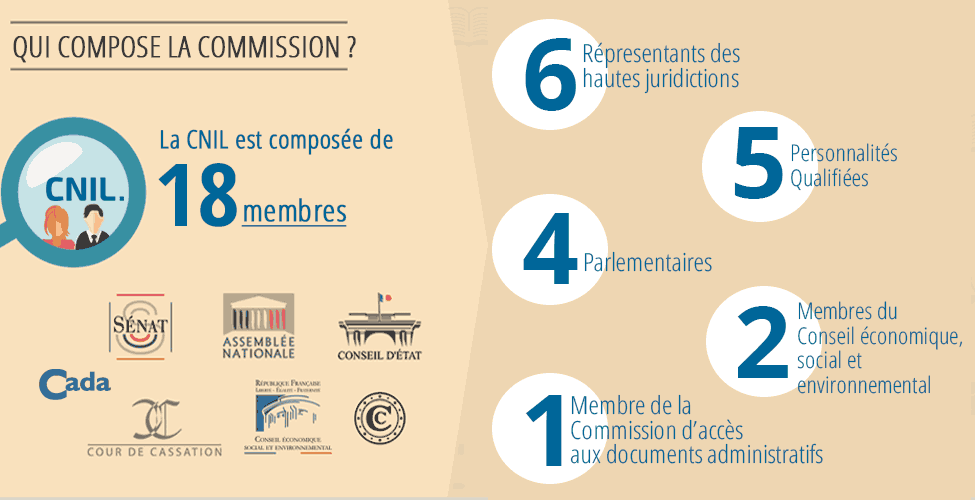 QUI COMPOSE LA COMMISSION ?
La CNIL est composée de
18 membres
CNIL.
SÉNAT
ASSEMBLÉE
NATIONALE
CONSEIL D'ÉTAT
Cada
COUR DE CASSATION
RÉPUBLIQUE FRANÇAISE
LIBERTÉ - ÉGALITÉ - FRATERNITÉ
CONSEIL ÉCONOMIQUE
SOCIAL ET ENVIRONNEMENTAL
6
Répresentants des
hautes juridictions
5
Personnalités
Qualifiées
4
Parlementaires
2
Membres du
Conseil économique,
social et
environnemental
1
Membre de la
Commission d'accès
aux documents administratifs